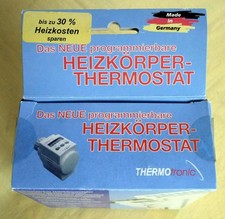 bis zu 30 %
Heizkosten
sparen
Made in
Germany
Das NEUE programmierbare
HEIZKÖRPER-
THERMOSTAT
Das NEUE programmierbare
HEIZKÖRPER-
THERMOSTAT
THERMOtronic